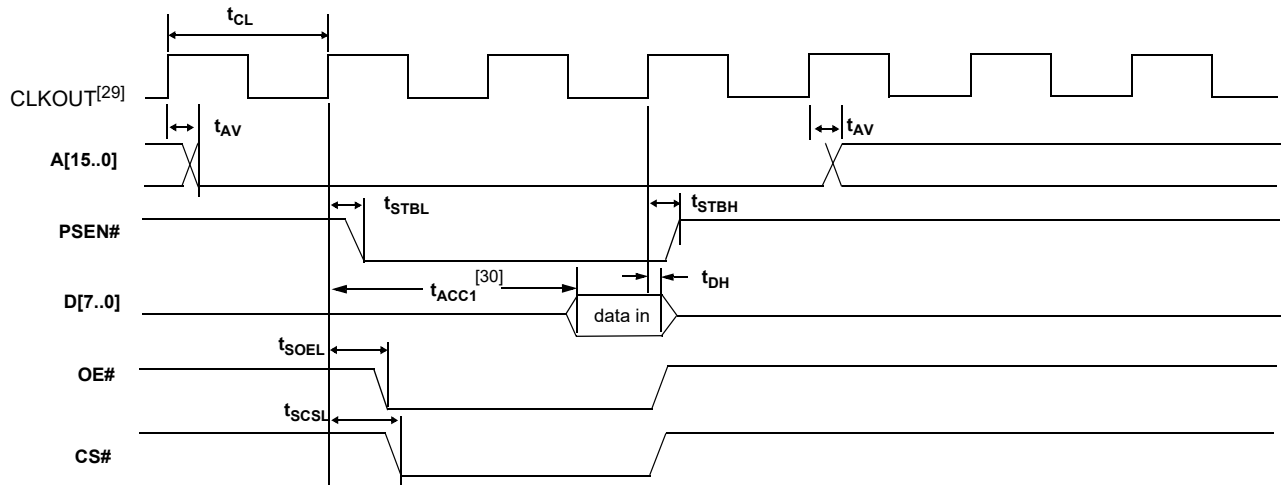 tCL
CLKOUT[29]
tAV
tAV
A[15..0]
tSTBL
tSTBH
PSEN#
[30]
tACC1
tDH
D[7..0]
data in
tSOEL
OE#
tSCSL
CS#